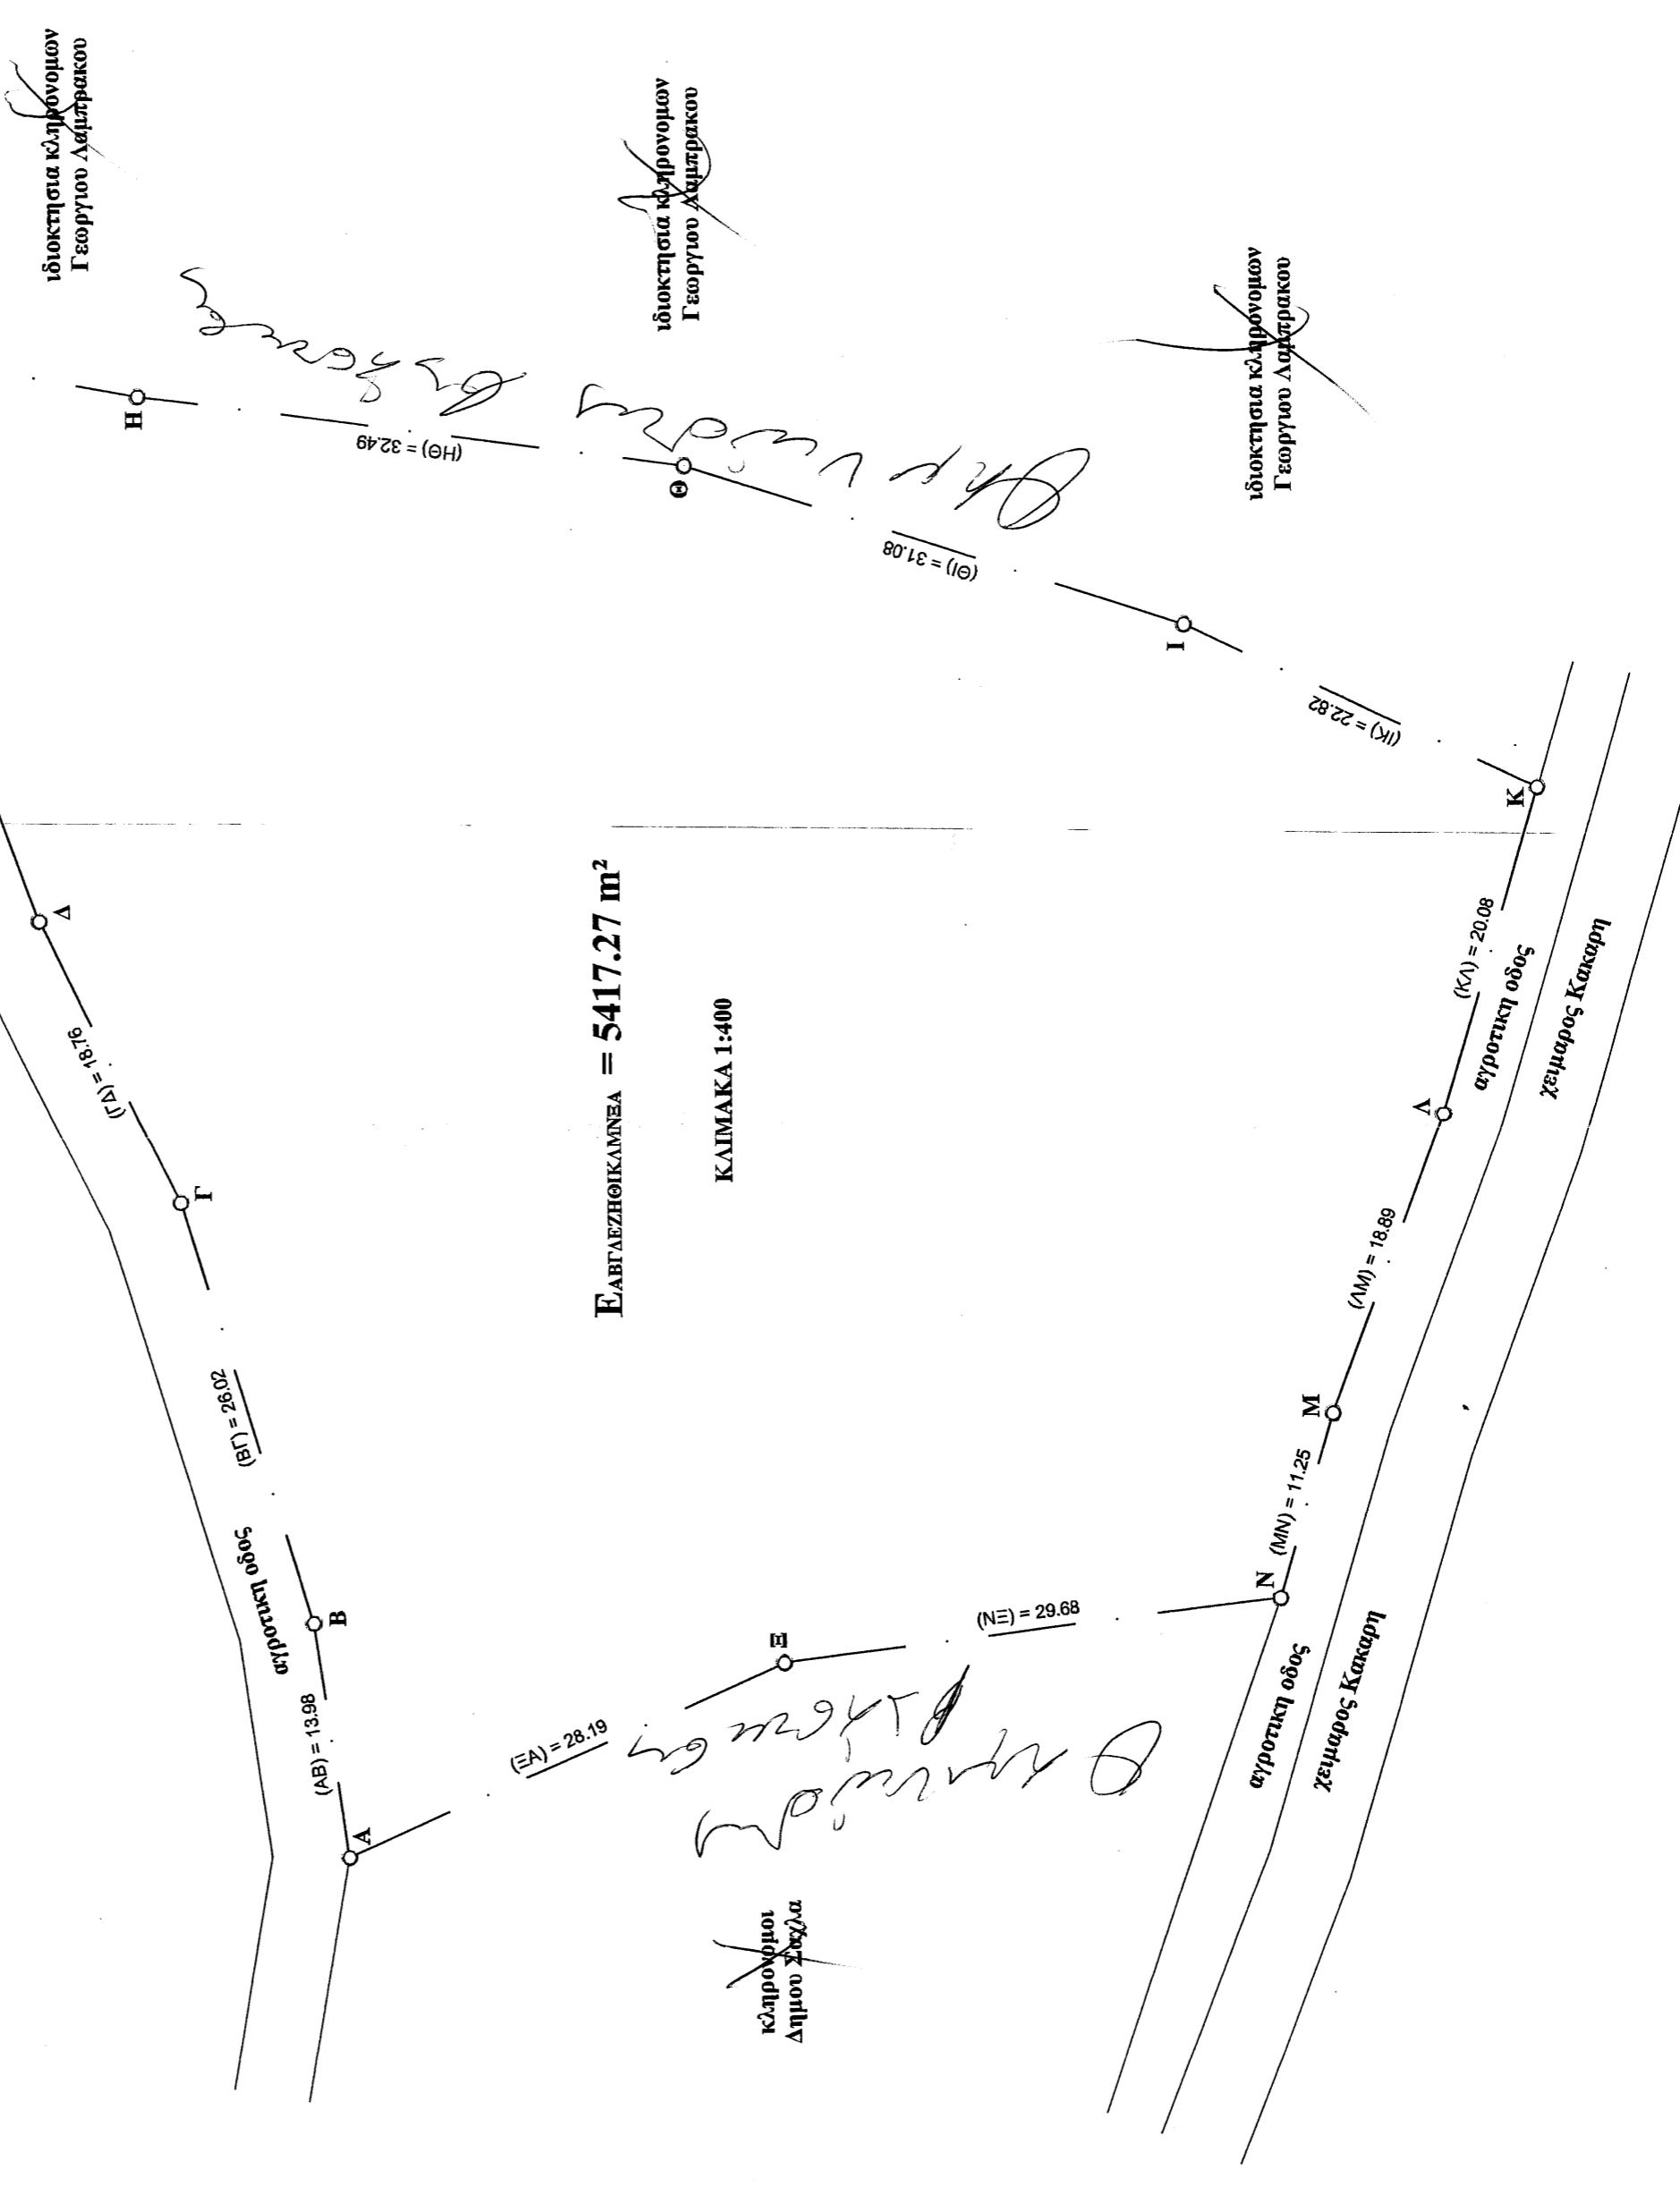 ιδιοκτησια κληρονομων
Γεωργιου Λαμπρακου
ιδιοκτησια κληρονομων
Γεωργιου Λαμπρακου
ιδιοκτησια κληρονομων
Γεωργιου Λαμπρακου
Η
(ΗΘ) = 32.49
Θ
(ΘΙ) = 31.08
Ι
(ΙΚ) = 22.82
Κ
Δ
(ΓΔ) = 18.76
Γ
(ΒΓ) = 26.02
αγροτικη οδος
Β
(ΑΒ) = 13.98
Α
ΕΑΒΓΔΕΖΗΘΙΚΛΜΝΞΑ = 5417.27 m²
ΚΛΙΜΑΚΑ 1:400
(ΚΛ) = 20.08
αγροτικη οδος
χειμαρος Κακαρη
Λ
(ΛΜ) = 18.89
Μ
(ΜΝ) = 11.25
Ν
(ΝΞ) = 29.68
Ξ
(ΞΑ) = 28.19
αγροτικη οδος
χειμαρος Κακαρη
κληρονομοι
Δημου Σαχλα